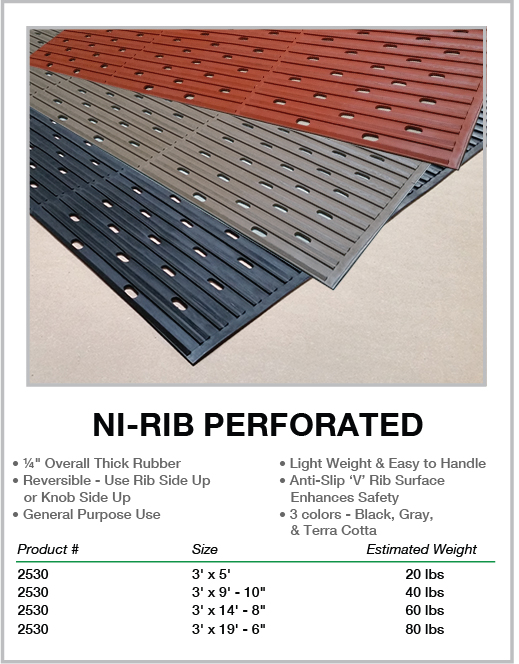 NI-RIB PERFORATED
• ¼" Overall Thick Rubber
• Reversible - Use Rib Side Up
or Knob Side Up
• General Purpose Use
• Light Weight & Easy to Handle
• Anti-Slip ‘V’ Rib Surface
Enhances Safety
• 3 colors - Black, Gray,
& Terra Cotta
Product # Size Estimated Weight
2530 3' x 5' 20 lbs
2530 3' x 9' - 10" 40 lbs
2530 3' x 14' - 8" 60 lbs
2530 3' x 19' - 6" 80 lbs